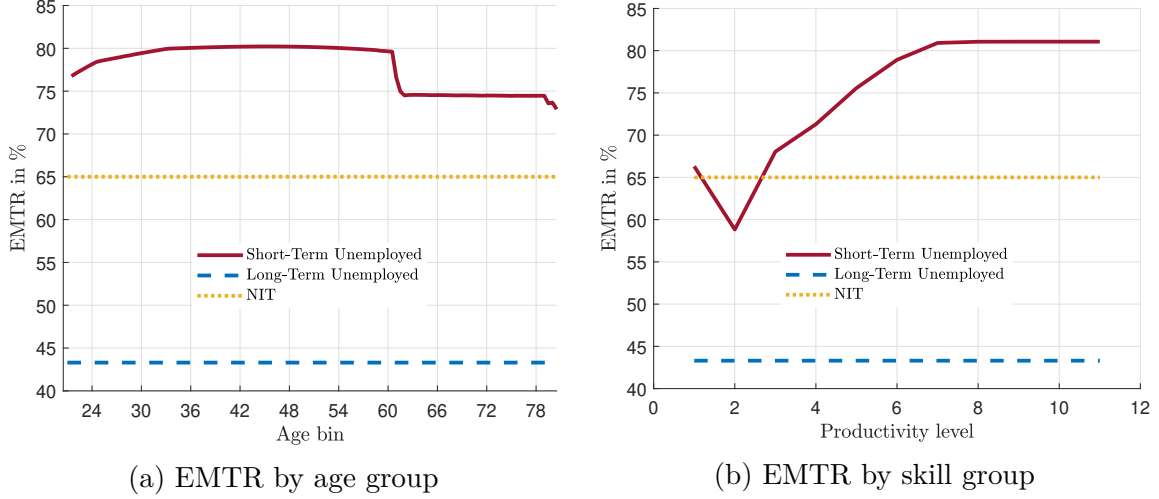 85
80
75
70
65
60
55
50
45
40
EMTR in %
Short-Term Unemployed
Long-Term Unemployed
NIT
24 30 36 42 48 54 60 66 72 78
Age bin
(a) EMTR by age group
85
80
75
70
65
60
55
50
45
40
EMTR in %
Short-Term Unemployed
Long-Term Unemployed
NIT
0 2 4 6 8 10 12
Productivity level
(b) EMTR by skill group